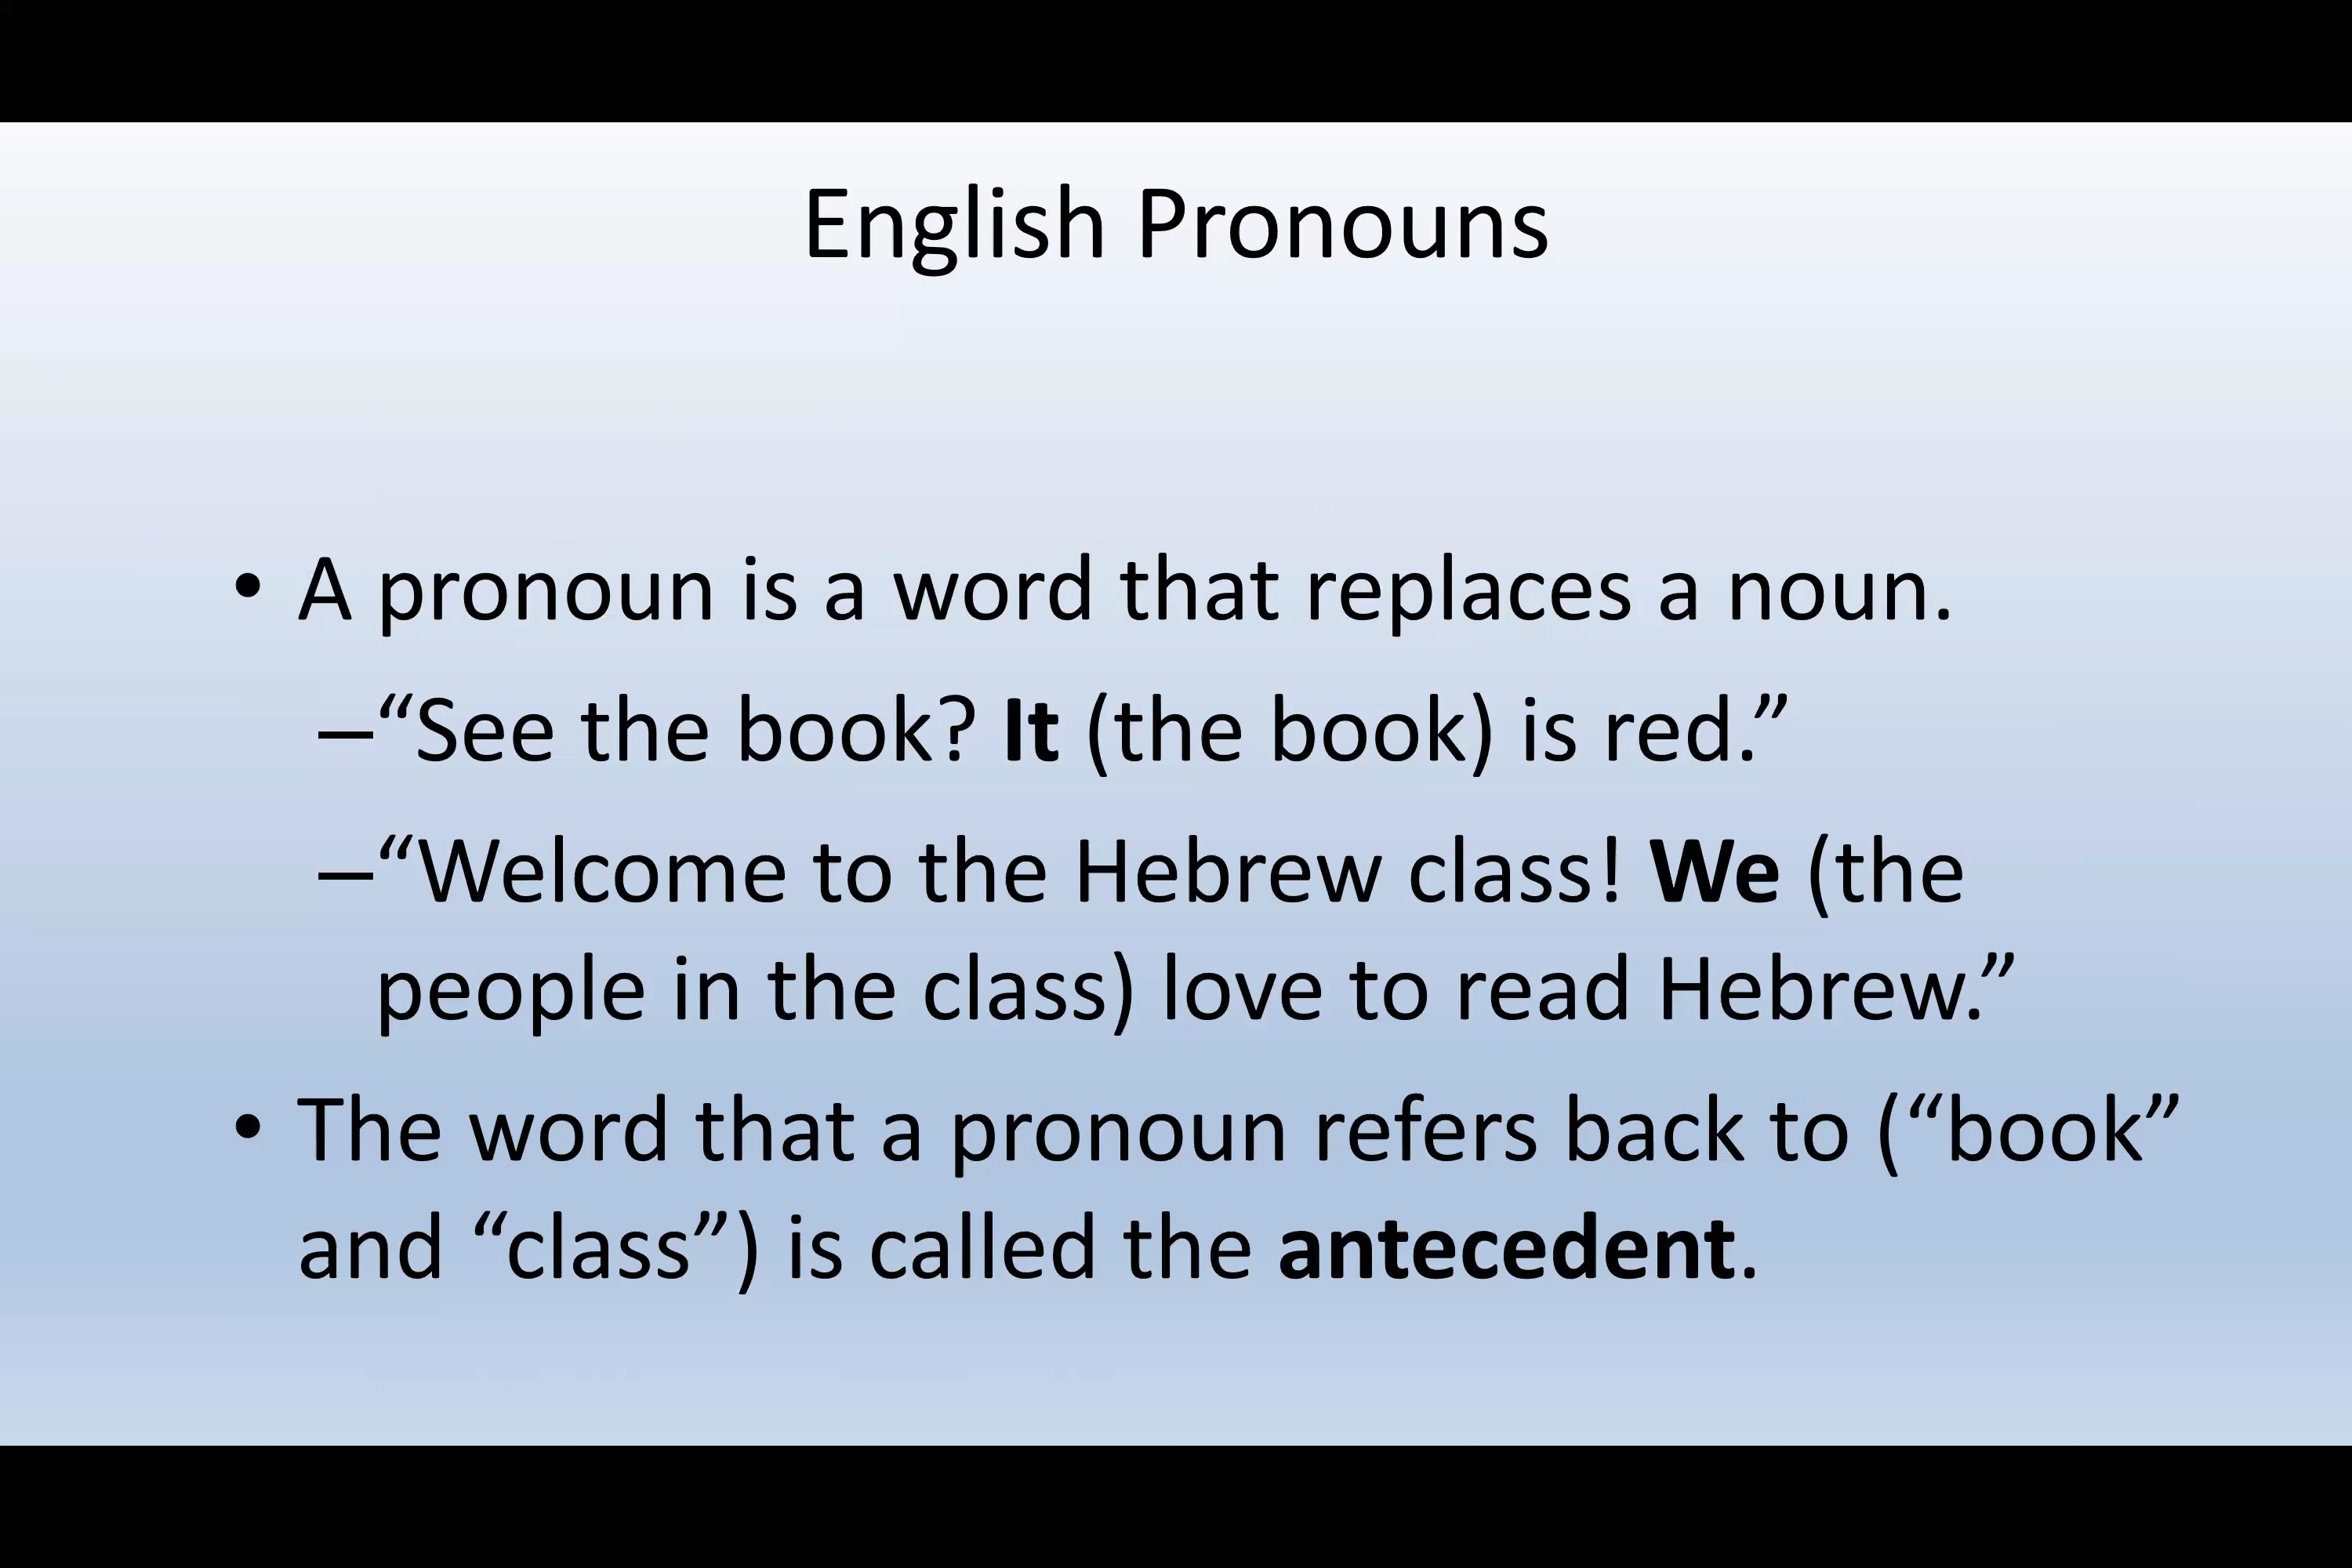 English Pronouns
• A pronoun is a word that replaces a noun.
–“See the book? It (the book) is red.”
–“Welcome to the Hebrew class! We (the
people in the class) love to read Hebrew.”
• The word that a pronoun refers back to (“book”
and “class”) is called the antecedent.